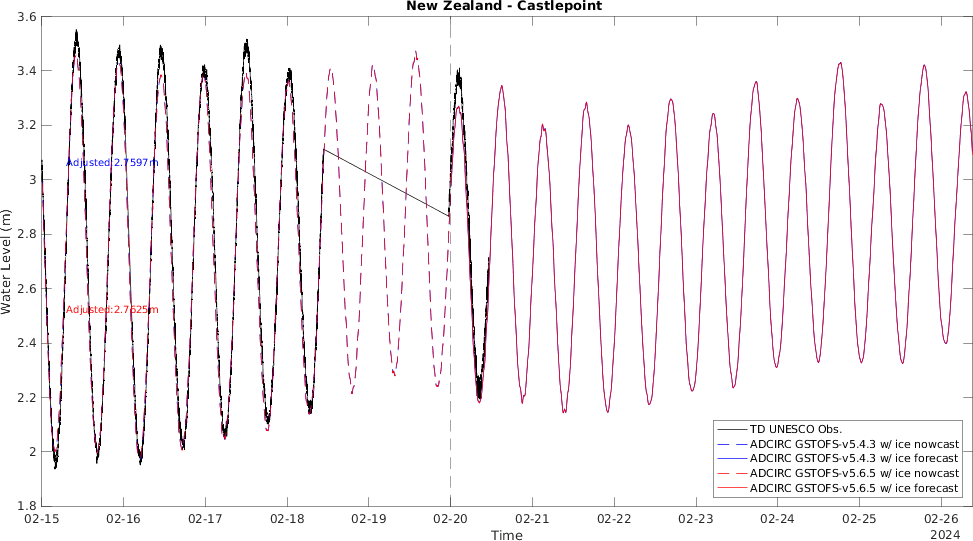 New Zealand - Castlepoint
3.6
3.4
3.2
3
2.8
2.6
2.4
2.2
2
1.8
Water Level (m)
Adjusted:2.7597m
Adjusted:2.7625m
TD UNESCO Obs.
ADCIRC GSTOFS-v5.4.3 w/ ice nowcast
ADCIRC GSTOFS-v5.4.3 w/ ice forecast
ADCIRC GSTOFS-v5.6.5 w/ ice nowcast
ADCIRC GSTOFS-v5.6.5 w/ ice forecast
02-15 02-16 02-17 02-18 02-19 02-20 02-21 02-22 02-23 02-24 02-25 02-26
Time
2024